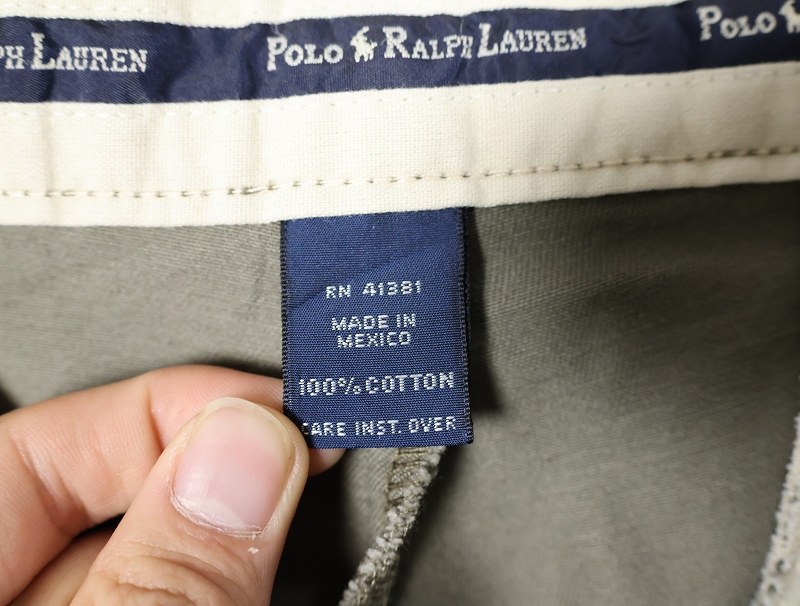 PH LAUREN POLO RALPH LAUREN POLO
RN 41381
MADE IN
MEXICO
100% COTTON
CARE INST. OVER